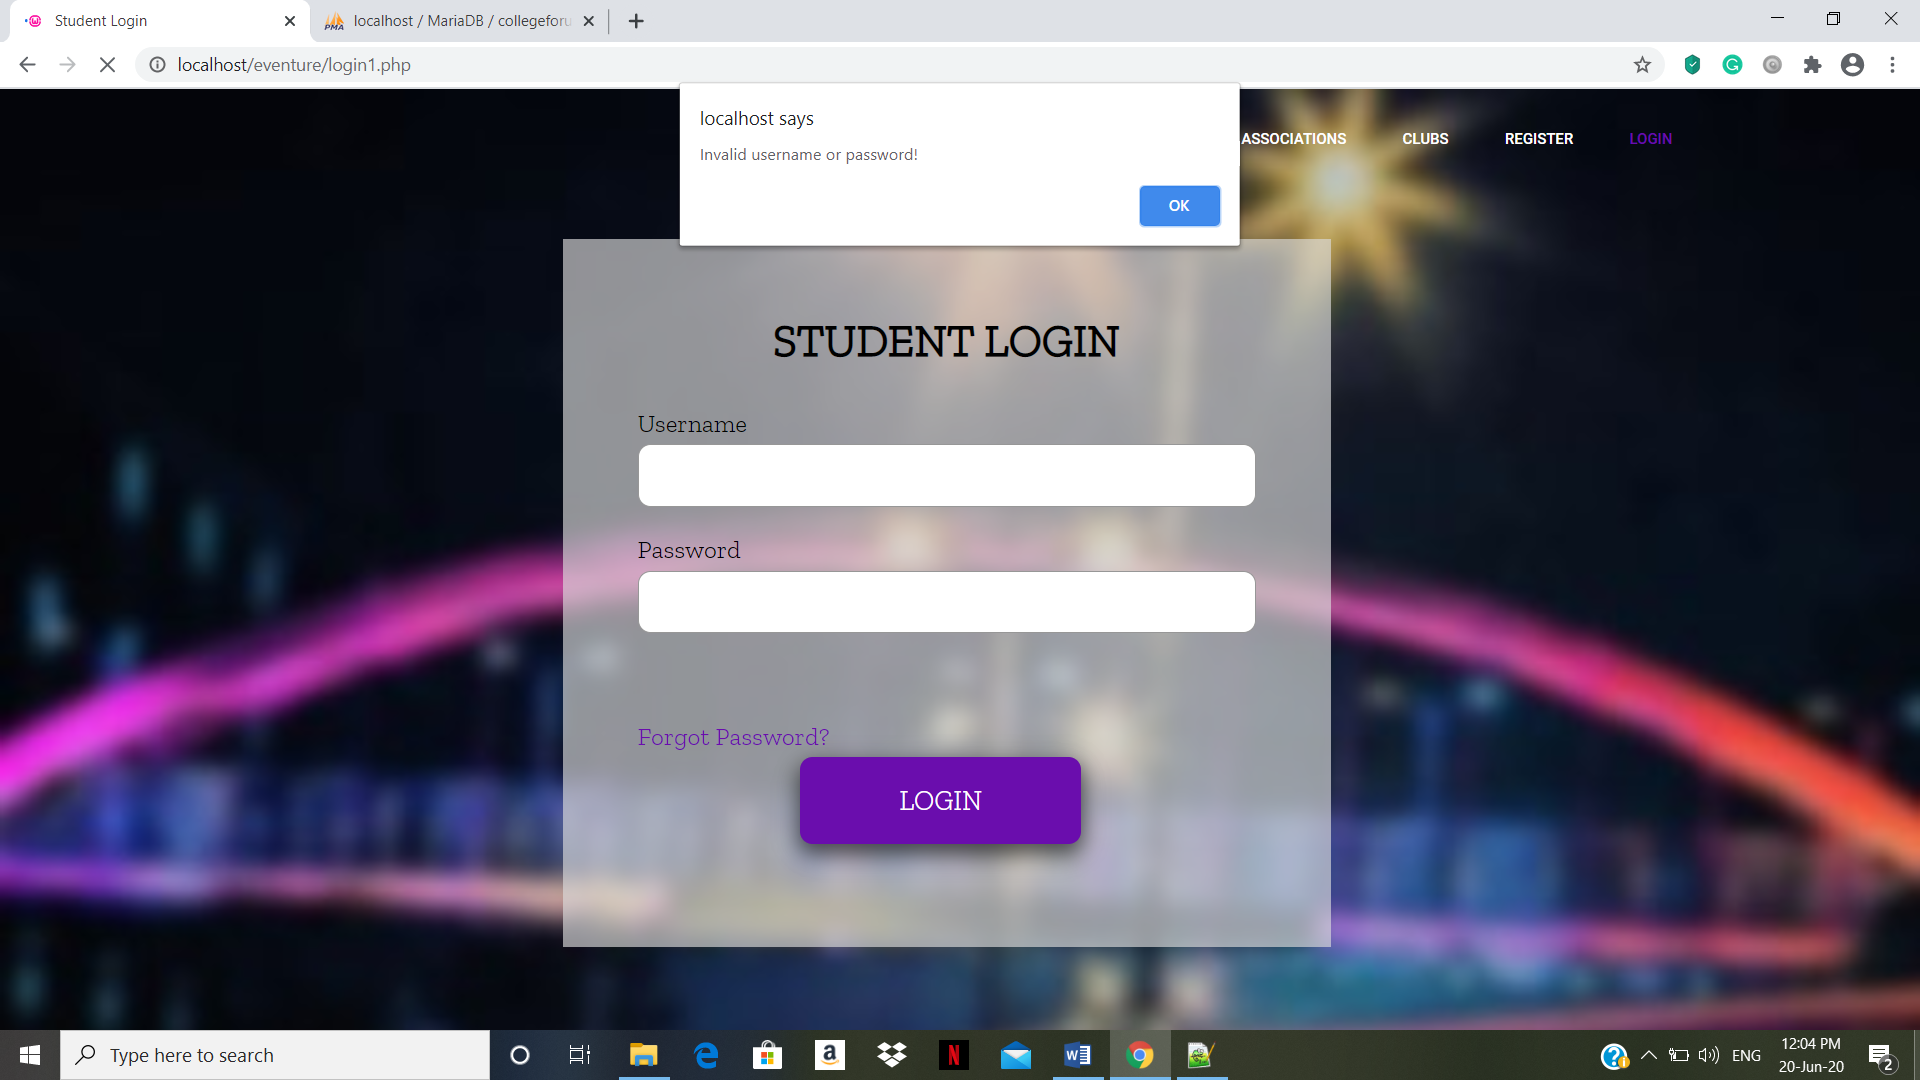 Student Login
localhost / MariaDB / collegeforu
localhost/eventure/login1.php
localhost says
Invalid username or password!
OK
ASSOCIATIONS
CLUBS
REGISTER
LOGIN
STUDENT LOGIN
Username
Password
Forgot Password?
LOGIN
Type here to search
ENG
12:04 PM
20-Jun-20
2